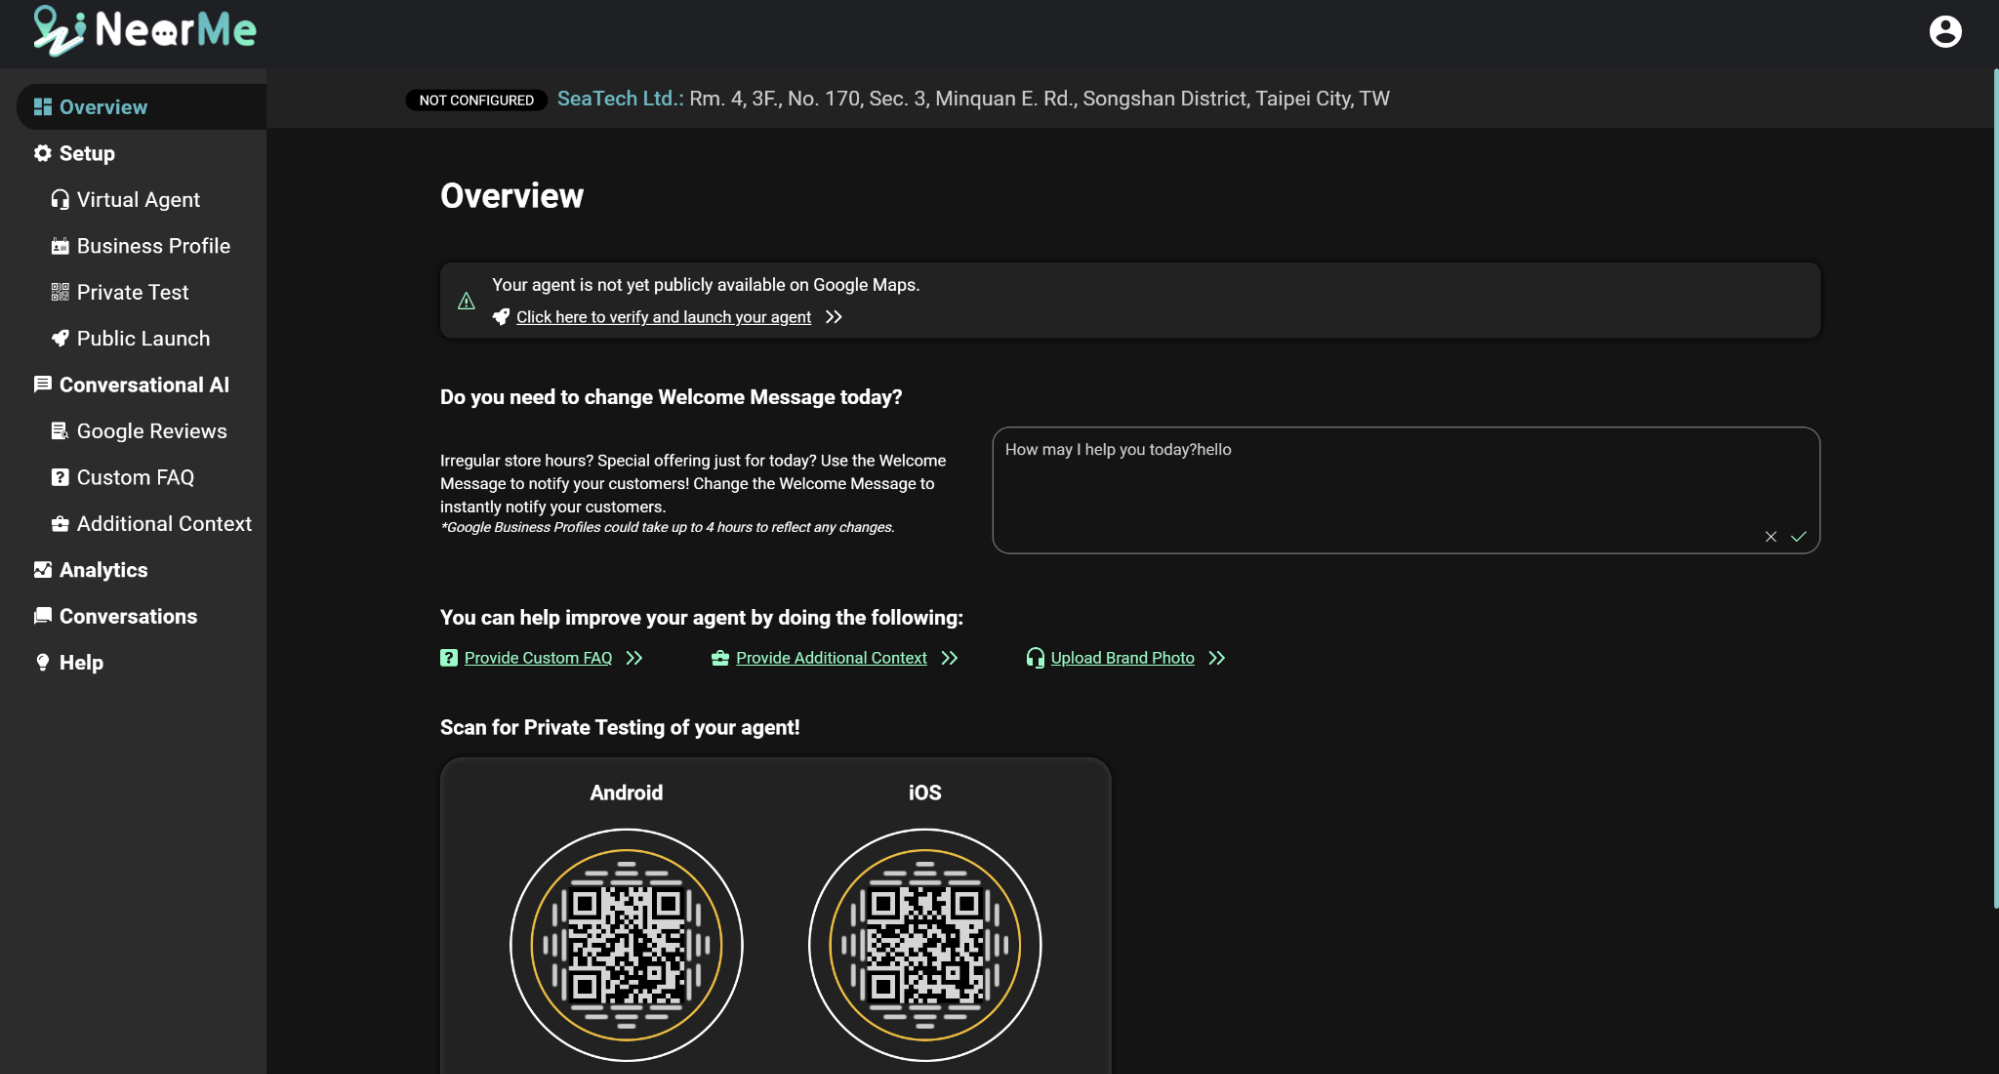 NearMe
NOT CONFIGURED SeaTech Ltd.: Rm. 4, 3F., No. 170, Sec. 3, Minquan E. Rd., Songshan District, Taipei City, TW
Overview
Setup
Virtual Agent
Business Profile
Private Test
Public Launch
Conversational AI
Google Reviews
Custom FAQ
Additional Context
Analytics
Conversations
Help
Overview
Your agent is not yet publicly available on Google Maps.
Click here to verify and launch your agent
Do you need to change Welcome Message today?
Irregular store hours? Special offering just for today? Use the Welcome
Message to notify your customers! Change the Welcome Message to
instantly notify your customers.
*Google Business Profiles could take up to 4 hours to reflect any changes.
How may I help you today?hello
You can help improve your agent by doing the following:
Provide Custom FAQ
Provide Additional Context
Upload Brand Photo
Scan for Private Testing of your agent!
Android
iOS